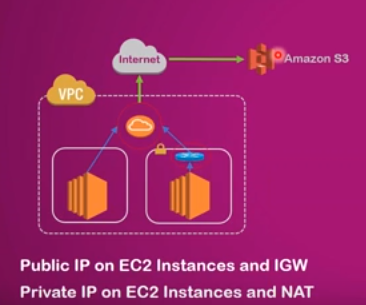 Internet
Amazon S3
VPC
Public IP on EC2 Instances and IGW
Private IP on EC2 Instances and NAT